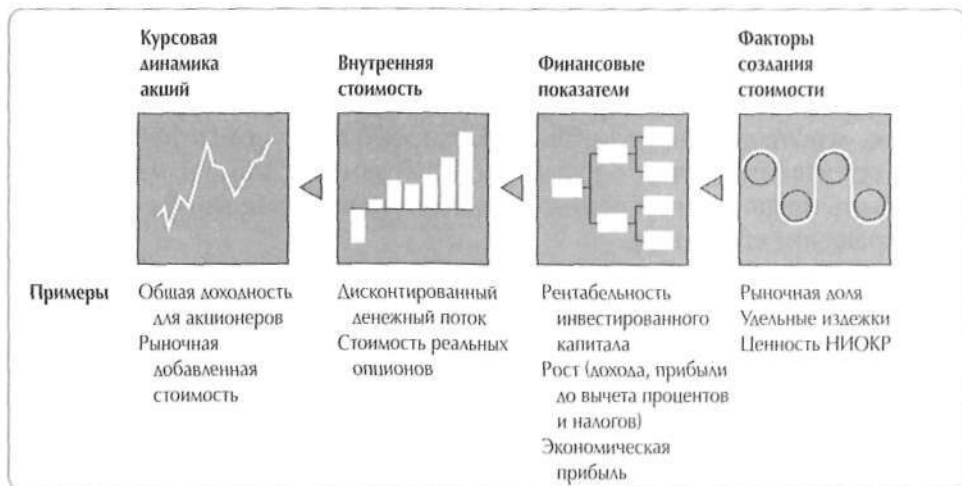 Курсовая
динамика
акций
Внутренняя
стоимость
Финансовые
показатели
Факторы
создания
стоимости
Примеры
Общая доходность
для акционеров
Рыночная
добавленная
стоимость
Дисконтированный
денежный поток
Стоимость реальных
опционов
Рентабельность
инвестированного
капитала
Рост (дохода, прибыли
до вычета процентов
и налогов)
Экономическая
прибыль
Рыночная доля
Удельные издежки
Ценность НИОКР